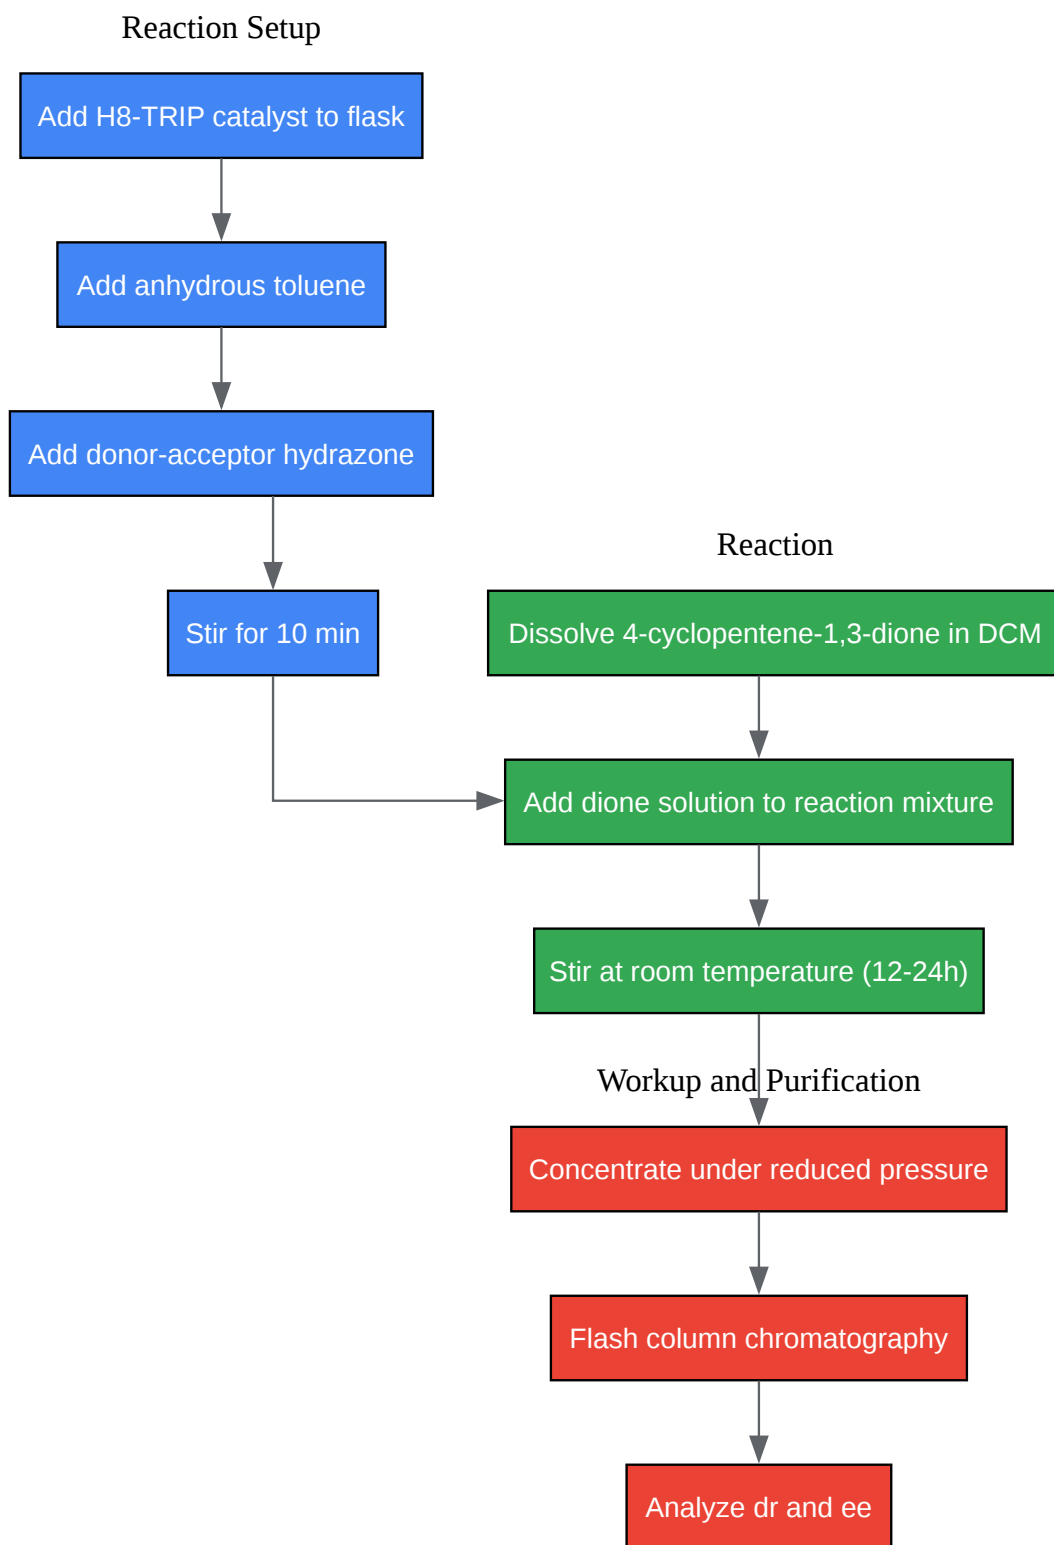 Reaction Setup
Add H8-TRIP catalyst to flask
Add anhydrous toluene
Add donor-acceptor hydrazone
Stir for 10 min
Reaction
Dissolve 4-cyclopentene-1,3-dione in DCM
Add dione solution to reaction mixture
Stir at room temperature (12-24h)
Workup and Purification
Concentrate under reduced pressure
Flash column chromatography
Analyze dr and ee